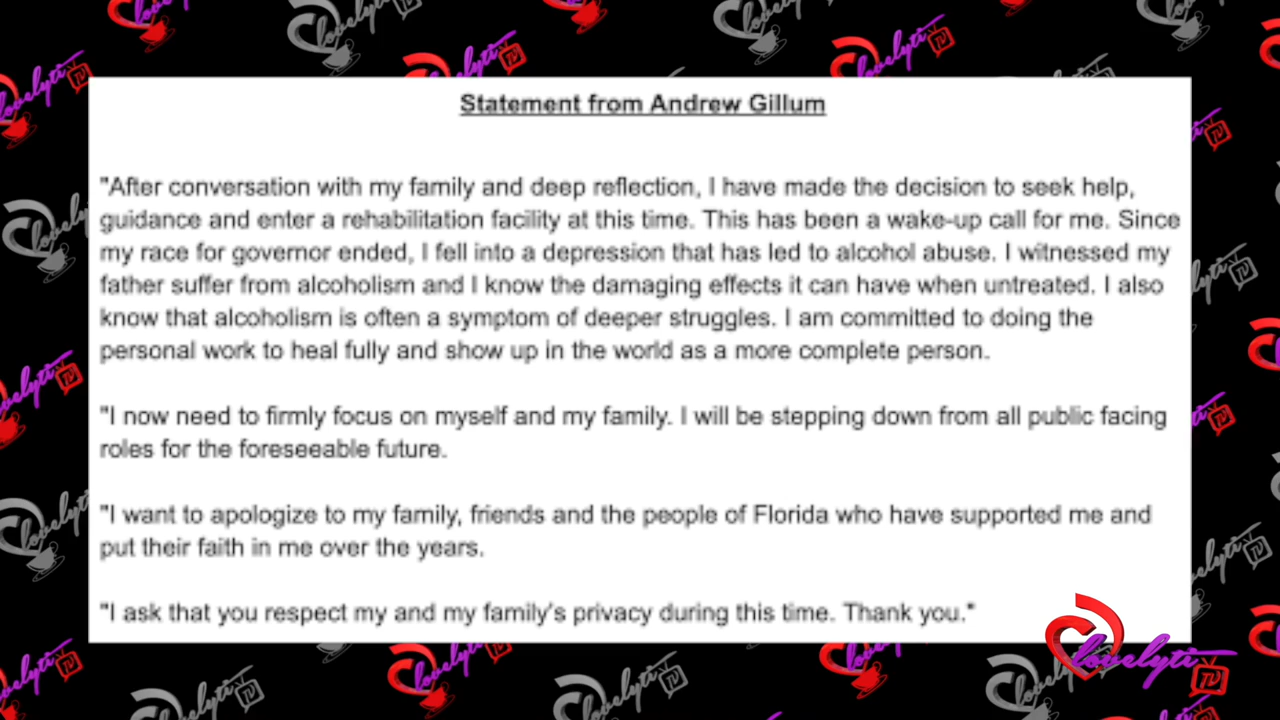 Statement from Andrew Gillum
"After conversation with my family and deep reflection, I have made the decision to seek help,
guidance and enter a rehabilitation facility at this time. This has been a wake-up call for me. Since
my race for governor ended, I fell into a depression that has led to alcohol abuse. I witnessed my
father suffer from alcoholism and I know the damaging effects it can have when untreated. I also
know that alcoholism is often a symptom of deeper struggles. I am committed to doing the
personal work to heal fully and show up in the world as a more complete person.
"I now need to firmly focus on myself and my family. I will be stepping down from all public facing
roles for the foreseeable future.
"I want to apologize to my family, friends and the people of Florida who have supported me and
put their faith in me over the years.
"I ask that you respect my and my family's privacy during this time. Thank you."
Lovelyti TV